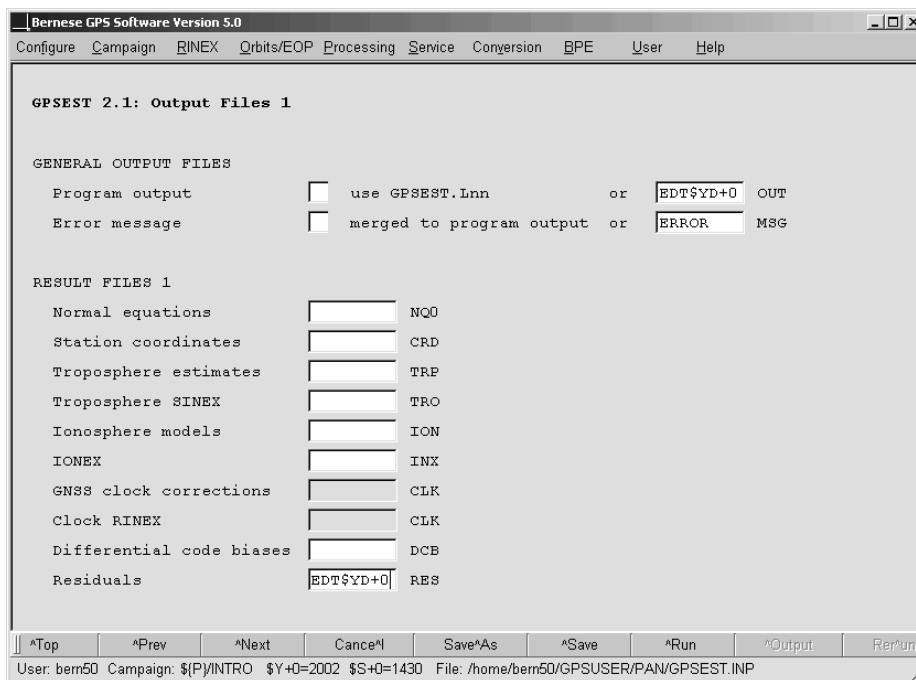 Bernese GPS Software Version 5.0
Configure Campaign RINEX Orbits/EOP Processing Service Conversion BPE User Help
GPSEST 2.1: Output Files 1
GENERAL OUTPUT FILES
Program output use GPSEST.Lnn or EDT$YD+0 OUT
Error message merged to program output or ERROR MSG
RESULT FILES 1
Normal equations NQ0
Station coordinates CRD
Troposphere estimates TRP
Troposphere SINEX TRO
Ionosphere models ION
IONEX INX
GNSS clock corrections CLK
Clock RINEX CLK
Differential code biases DCB
Residuals EDT$YD+0 RES
^Top ^Prev ^Next Cance^l Save^As ^Save ^Run ^Output Rer^un
User: bern50 Campaign: ${P}/INTRO $Y+0=2002 $S+0=1430 File: /home/bern50/GPSUSER/PAN/GPSEST.INP